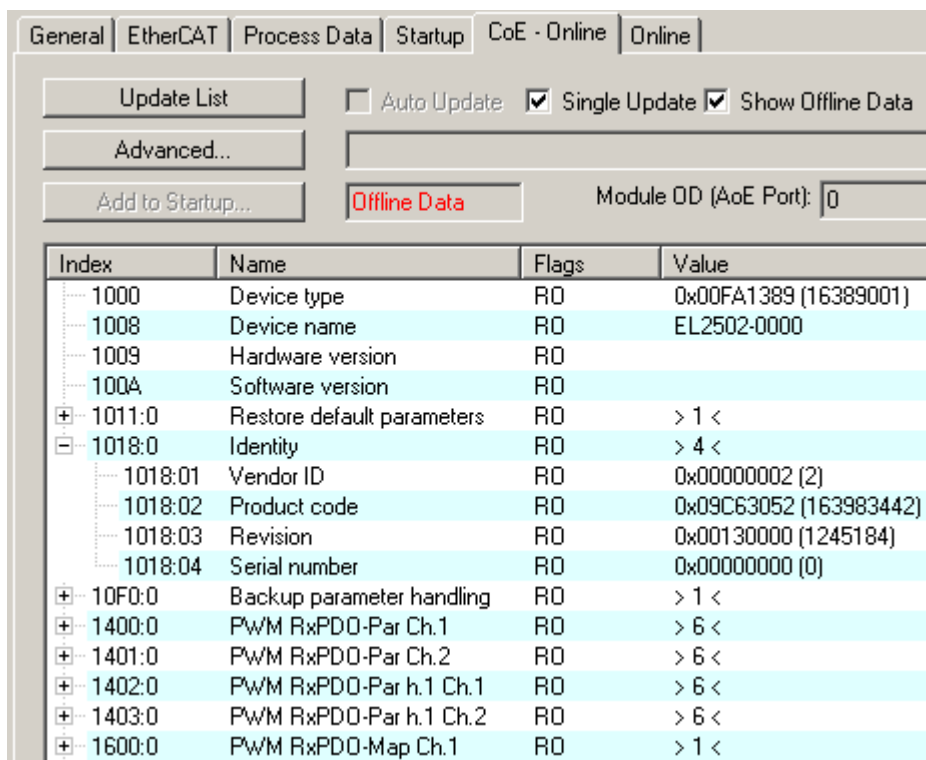 General EtherCAT Process Data Startup CoE - Online Online
Update List Auto Update Single Update Show Offline Data
Advanced...
Add to Startup... Offline Data Module OD (AoE Port): 0
Index Name Flags Value
1000 Device type RO 0x00FA1389 (16389001)
1008 Device name RO EL2502-0000
1009 Hardware version RO
100A Software version RO
1011:0 Restore default parameters RO > 1 <
1018:0 Identity RO > 4 <
1018:01 Vendor ID RO 0x00000002 (2)
1018:02 Product code RO 0x09C63052 (163983442)
1018:03 Revision RO 0x00130000 (1245184)
1018:04 Serial number RO 0x00000000 (0)
10F0:0 Backup parameter handling RO > 1 <
1400:0 PWM RxPDO-Par Ch.1 RO > 6 <
1401:0 PWM RxPDO-Par Ch.2 RO > 6 <
1402:0 PWM RxPDO-Par h.1 Ch.1 RO > 6 <
1403:0 PWM RxPDO-Par h.1 Ch.2 RO > 6 <
1600:0 PWM RxPDO-Map Ch.1 RO > 1 <